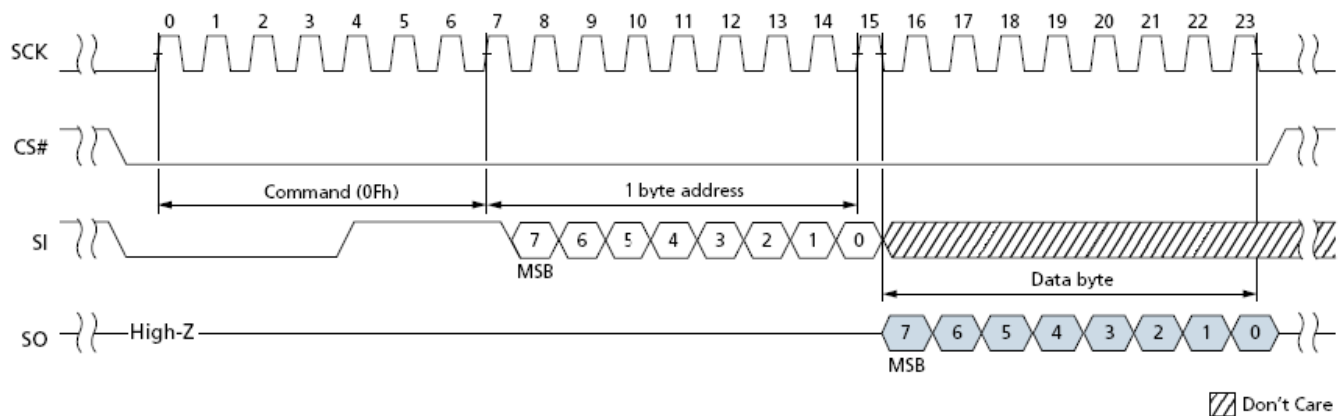 0 1 2 3 4 5 6 7 8 9 10 11 12 13 14 15 16 17 18 19 20 21 22 23
SCK
CS#
Command (0Fh) 1 byte address
SI 7 6 5 4 3 2 1 0
MSB
Data byte
SO High-Z 7 6 5 4 3 2 1 0
MSB
Don't Care